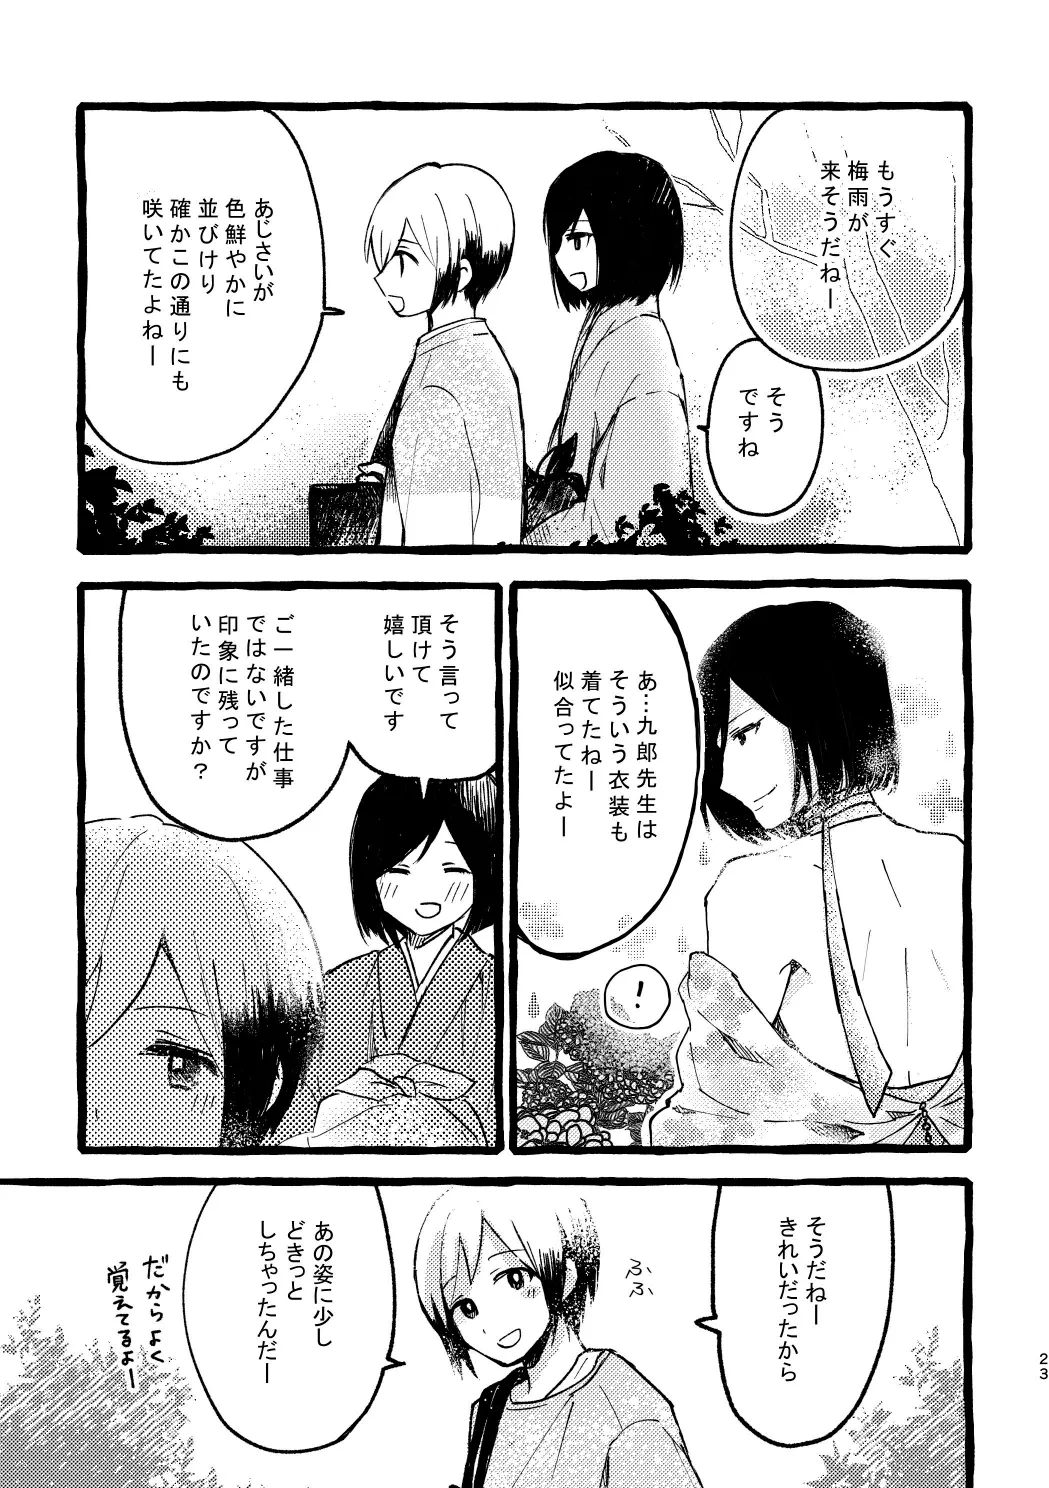 もうすぐ
梅雨が
来そうだねー
そう
ですね
あじさいが
色鮮やかに
並びけり
確かこの通りにも
咲いてたよねー
あ…九郎先生は
そういう衣装も
着てたねー
似合ってたよー
！
そう言って
頂けて
嬉しいです
ご一緒した仕事
ではないですが
印象に残って
いたのですか？
そうだねー
きれいだったから
ふふ
あの姿に少し
どきっと
しちゃったんだー
だからよく
覚えてるよー
23